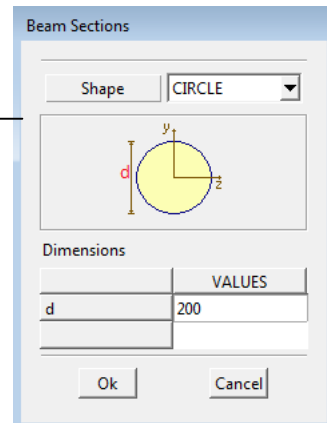 Beam Sections
Shape CIRCLE
y
d
z
Dimensions
VALUES
d 200
Ok Cancel